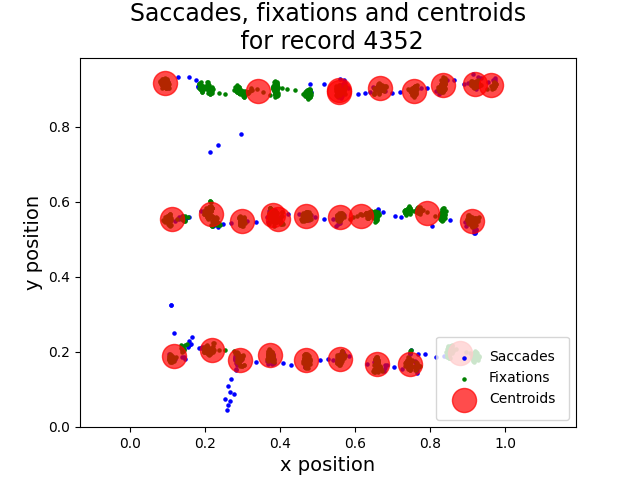 Saccades, fixations and centroids
for record 4352
y position
0.8
0.6
0.4
0.2
0.0
0.0 0.2 0.4 0.6 0.8 1.0
x position
Saccades
Fixations
Centroids